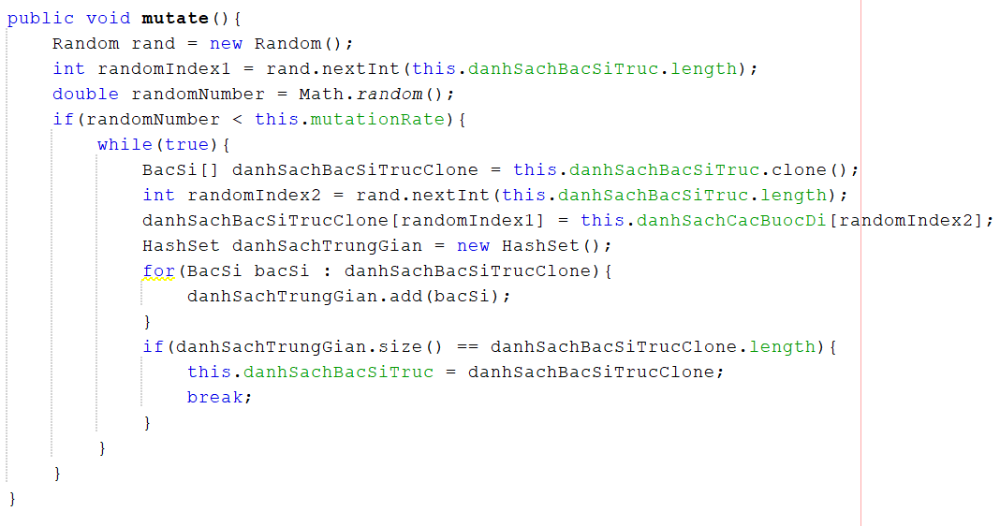 public void mutate(){
    Random rand = new Random();
    int randomIndex1 = rand.nextInt(this.danhSachBacSiTruc.length);
    double randomNumber = Math.random();
    if(randomNumber < this.mutationRate){
        while(true){
            BacSi[] danhSachBacSiTrucClone = this.danhSachBacSiTruc.clone();
            int randomIndex2 = rand.nextInt(this.danhSachBacSiTruc.length);
            danhSachBacSiTrucClone[randomIndex1] = this.danhSachCacBuocDi[randomIndex2];
            HashSet danhSachTrungGian = new HashSet();
            for(BacSi bacSi : danhSachBacSiTrucClone){
                danhSachTrungGian.add(bacSi);
            }
            if(danhSachTrungGian.size() == danhSachBacSiTrucClone.length){
                this.danhSachBacSiTruc = danhSachBacSiTrucClone;
                break;
            }
        }
    }
}